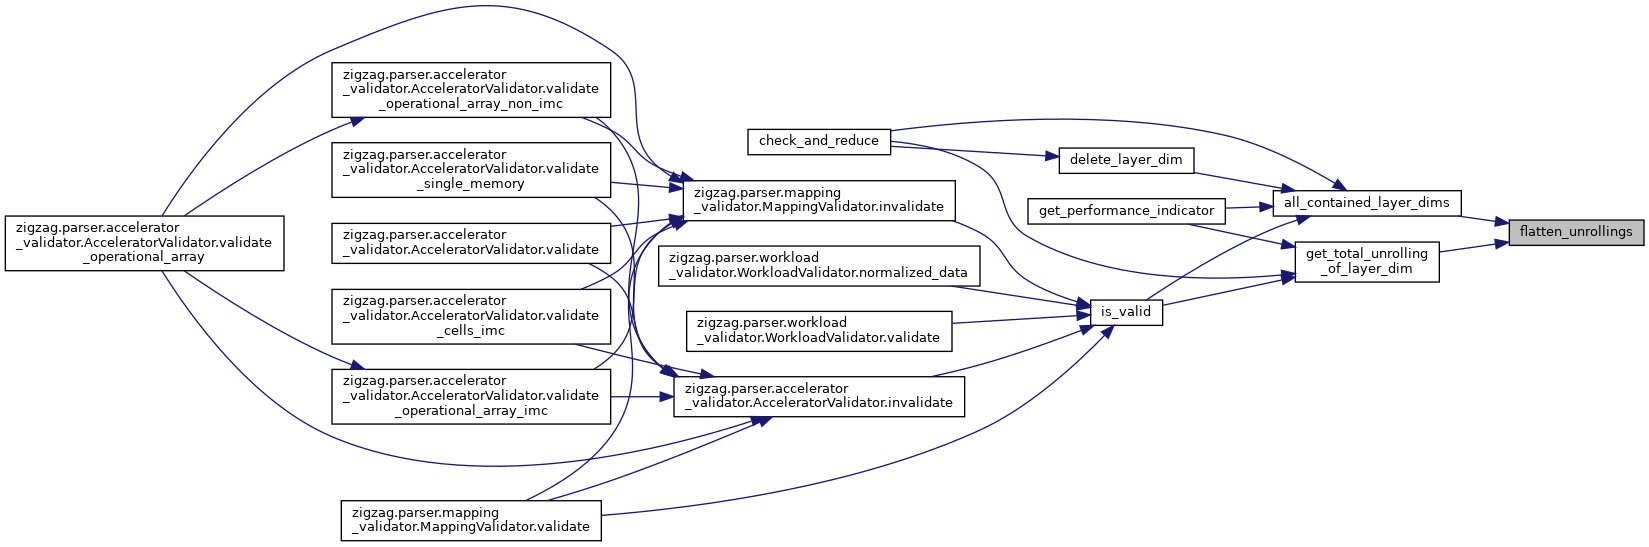 zigzag.parser.accelerator
_validator.AcceleratorValidator.validate
_operational_array
zigzag.parser.accelerator
_validator.AcceleratorValidator.validate
_operational_array_non_imc
zigzag.parser.accelerator
_validator.AcceleratorValidator.validate
_single_memory
zigzag.parser.accelerator
_validator.AcceleratorValidator.validate
zigzag.parser.accelerator
_validator.AcceleratorValidator.validate
_cells_imc
zigzag.parser.accelerator
_validator.AcceleratorValidator.validate
_operational_array_imc
zigzag.parser.mapping
_validator.MappingValidator.validate
check_and_reduce
zigzag.parser.mapping
_validator.MappingValidator.invalidate
zigzag.parser.workload
_validator.WorkloadValidator.normalized_data
zigzag.parser.workload
_validator.WorkloadValidator.validate
zigzag.parser.accelerator
_validator.AcceleratorValidator.invalidate
delete_layer_dim
get_performance_indicator
is_valid
all_contained_layer_dims
get_total_unrolling
_of_layer_dim
flatten_unrollings